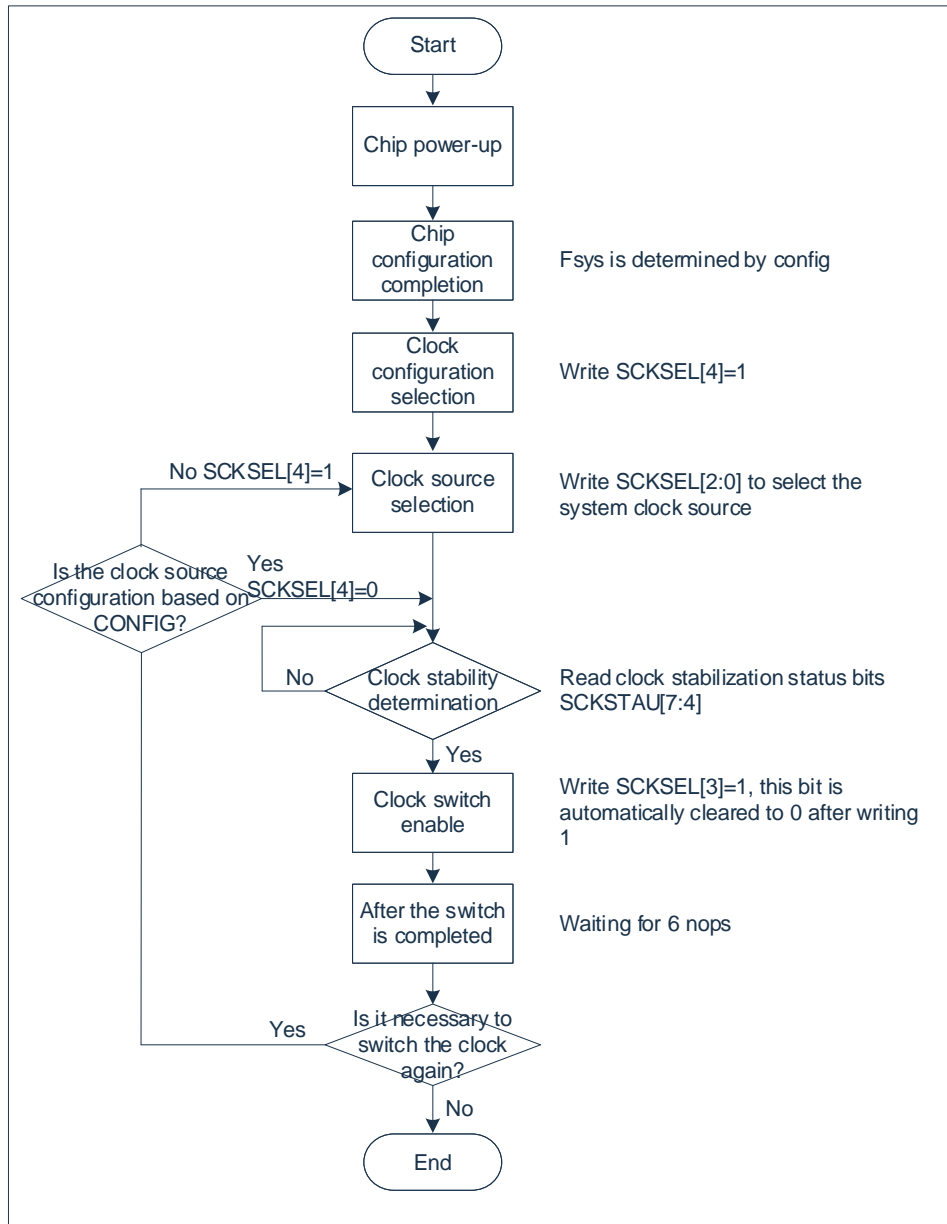 Start
Chip power-up
Chip
configuration
completion
Fsys is determined by config
Clock
configuration
selection
Write SCKSEL[4]=1
No SCKSEL[4]=1
Clock source
selection
Write SCKSEL[2:0] to select the
system clock source
Is the clock source
configuration based on
CONFIG?
Yes
SCKSEL[4]=0
No
Clock stability
determination
Read clock stabilization status bits
SCKSTAU[7:4]
Yes
Clock switch
enable
Write SCKSEL[3]=1, this bit is
automatically cleared to 0 after writing
1
After the switch
is completed
Waiting for 6 nops
Yes
Is it necessary to
switch the clock
again?
No
End